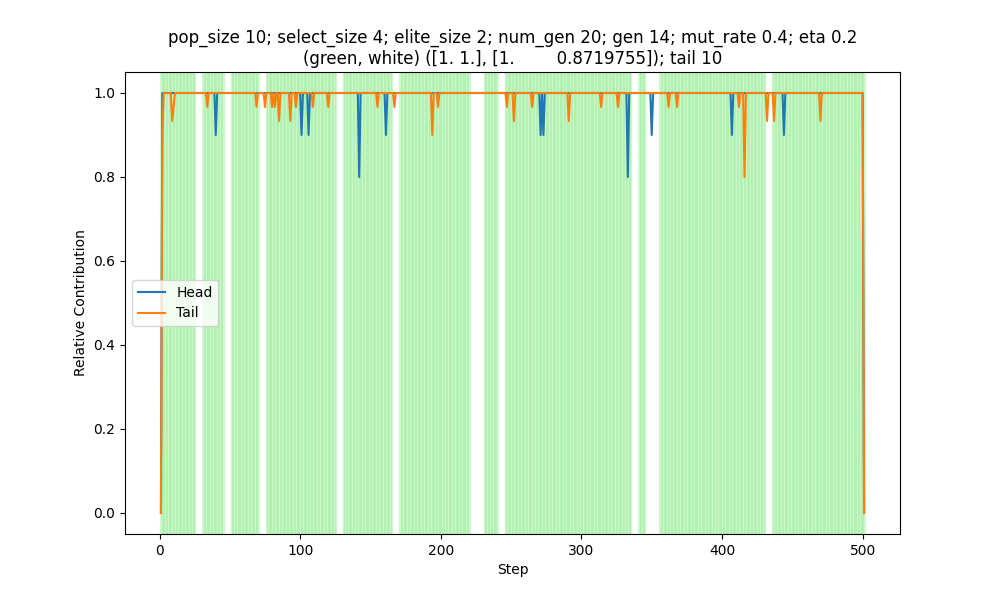 pop_size 10; select_size 4; elite_size 2; num_gen 20; gen 14; mut_rate 0.4; eta 0.2
(green, white) ([1. 1.], [1.        0.8719755]); tail 10
1.0
0.8
0.6
0.4
0.2
0.0
Relative Contribution
Head
Tail
0
100
200
300
400
500
Step